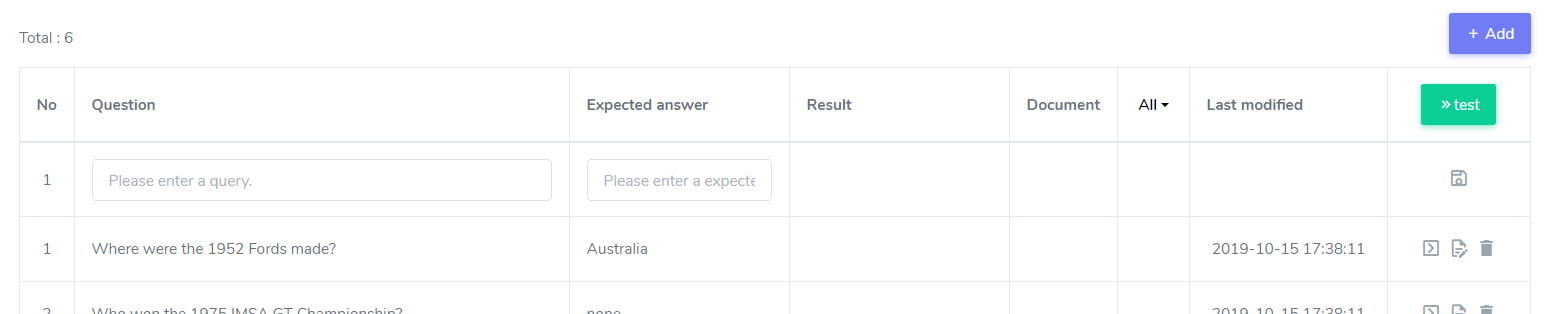 Total : 6
+ Add
No Question Expected answer Result Document All Last modified » test
1 Please enter a query. Please enter a expecte
1 Where were the 1952 Fords made? Australia 2019-10-15 17:38:11
2 Who won the 1975 IMSA GT Championship? none 2019-10-15 17:38:11